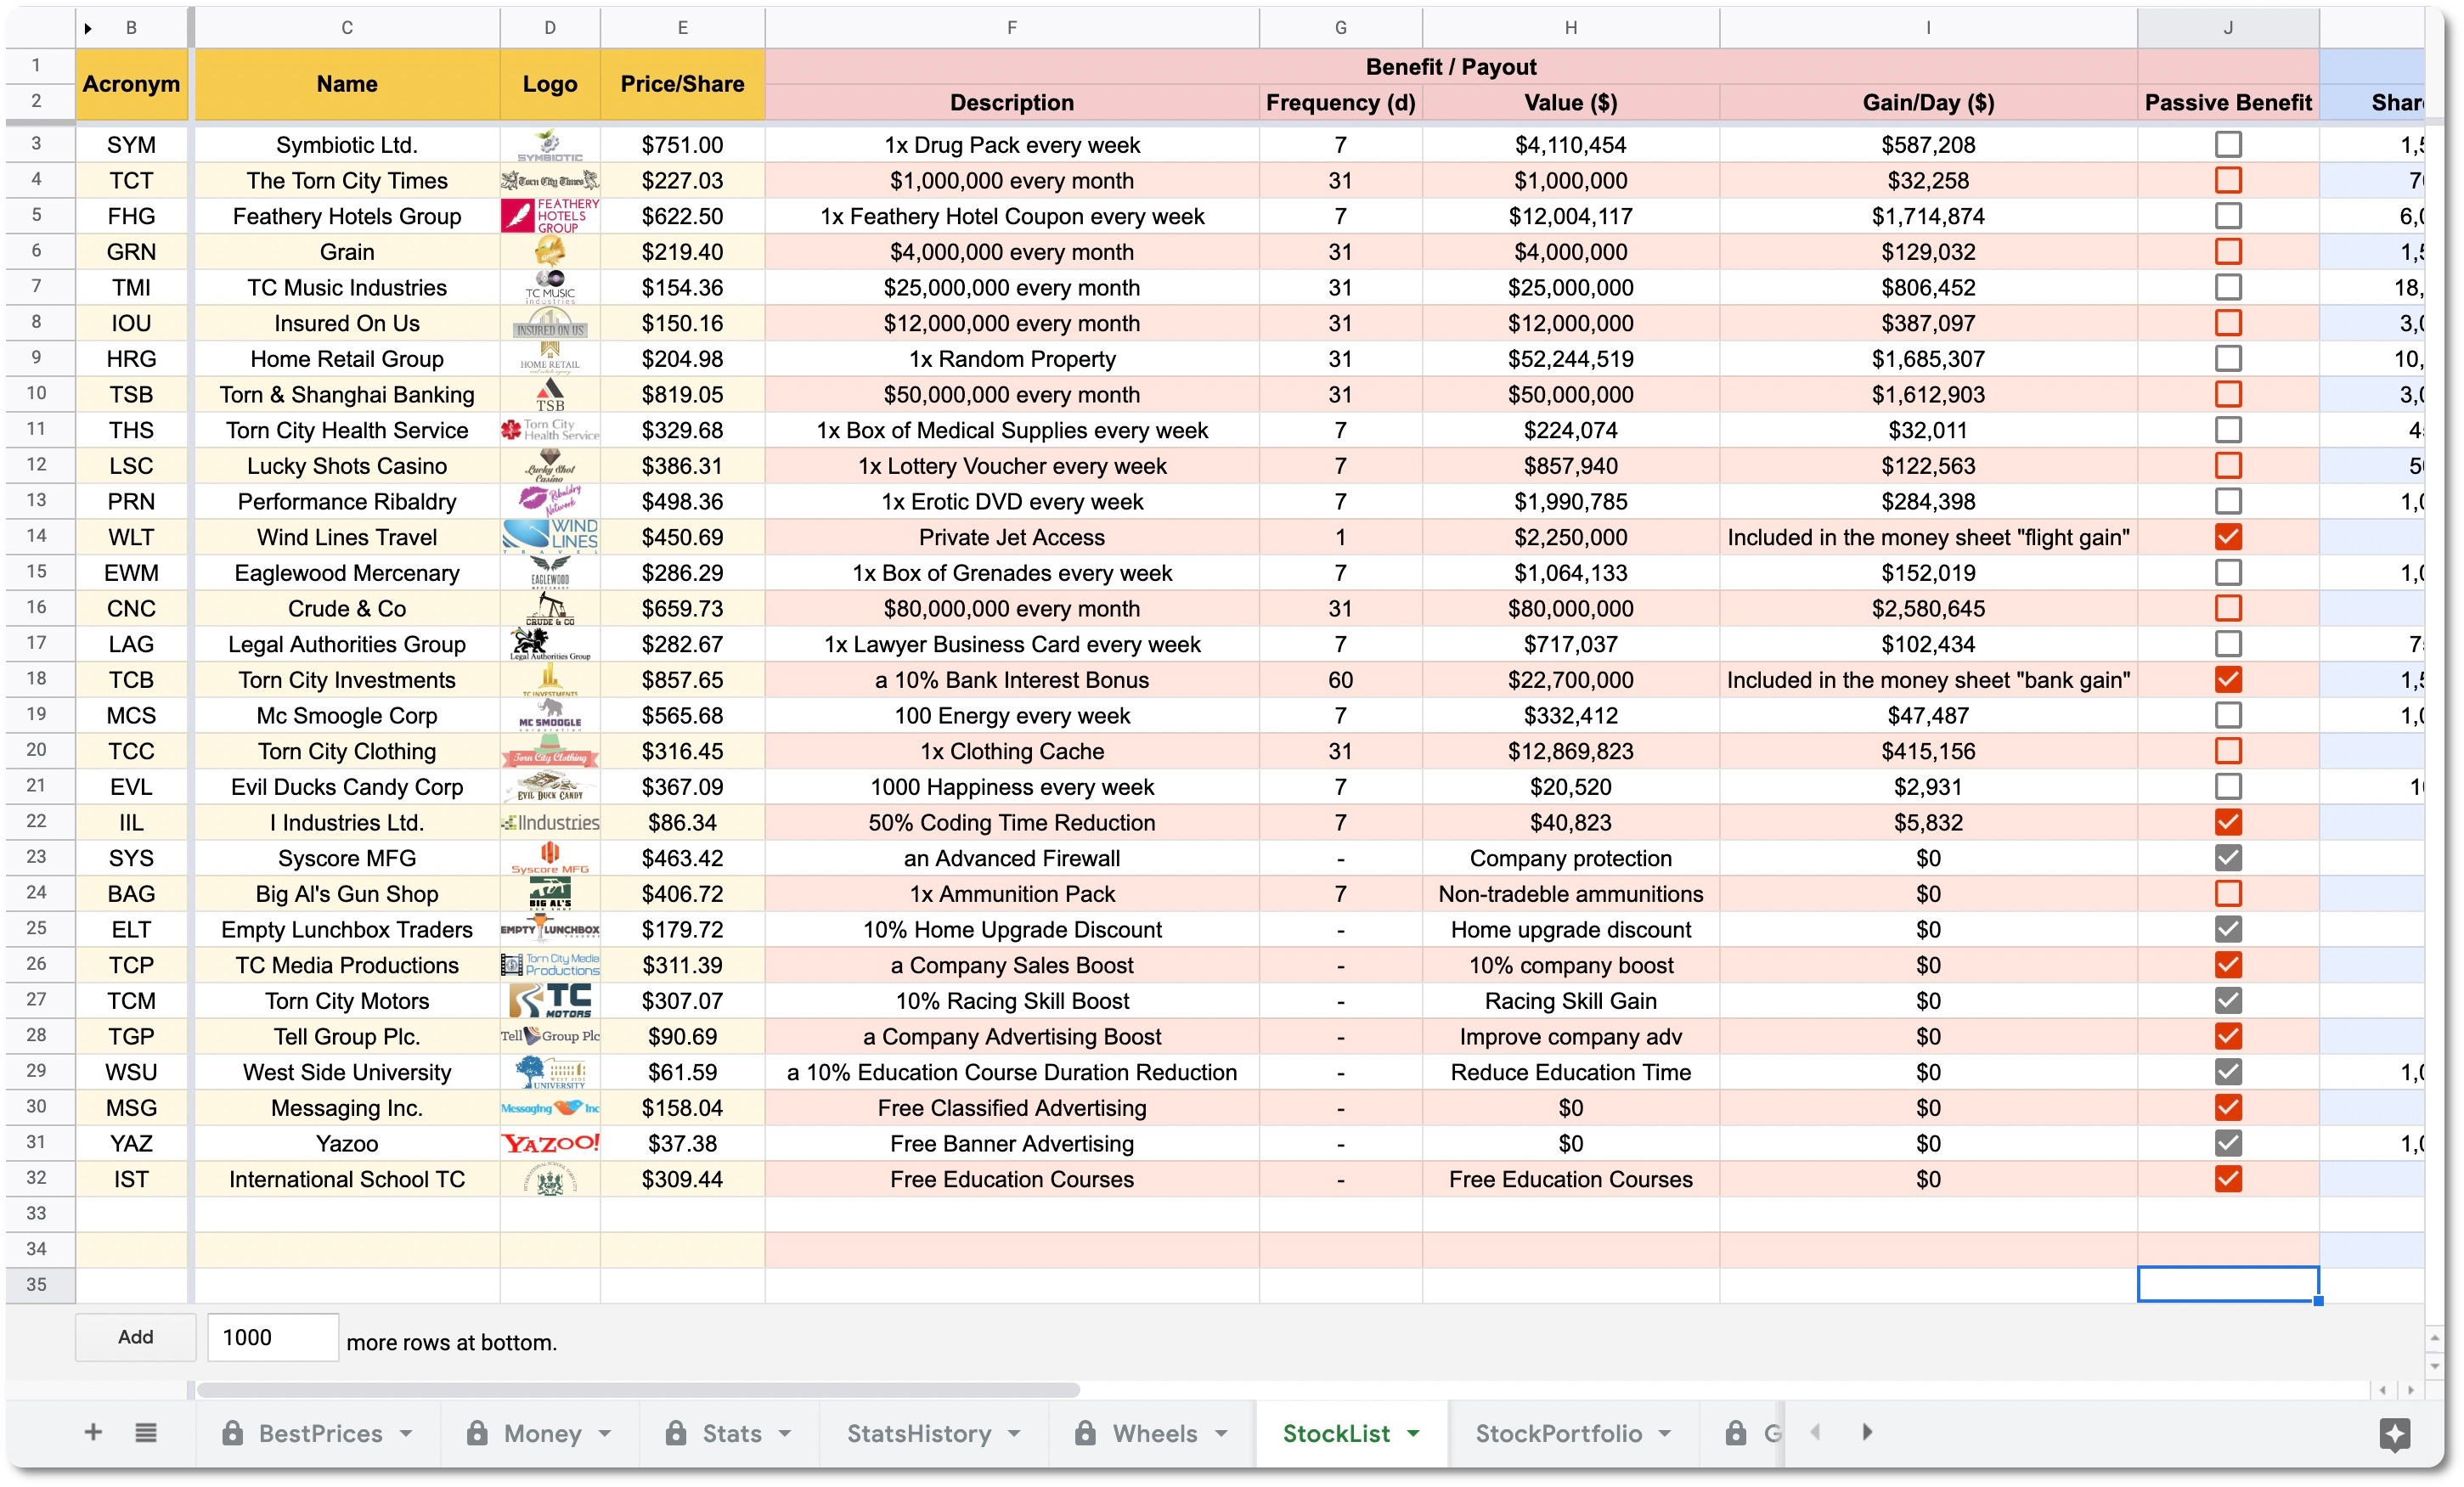 B C D E F G H I J
1 Acronym Name Logo Price/Share Benefit / Payout
2 Description Frequency (d) Value ($) Gain/Day ($) Passive Benefit
3 SYM Symbiotic Ltd. SYMBIOTIC $751.00 1x Drug Pack every week 7 $4,110,454 $587,208
4 TCT The Torn City Times Torn City Times $227.03 $1,000,000 every month 31 $1,000,000 $32,258
5 FHG Feathery Hotels Group FEATHERY HOTELS GROUP $622.50 1x Feathery Hotel Coupon every week 7 $12,004,117 $1,714,874
6 GRN Grain $219.40 $4,000,000 every month 31 $4,000,000 $129,032
7 TMI TC Music Industries TC MUSIC industries $154.36 $25,000,000 every month 31 $25,000,000 $806,452
8 IOU Insured On Us INSURED ON US $150.16 $12,000,000 every month 31 $12,000,000 $387,097
9 HRG Home Retail Group HOME RETAIL $204.98 1x Random Property 31 $52,244,519 $1,685,307
10 TSB Torn & Shanghai Banking TSB $819.05 $50,000,000 every month 31 $50,000,000 $1,612,903
11 THS Torn City Health Service Torn City Health Service $329.68 1x Box of Medical Supplies every week 7 $224,074 $32,011
12 LSC Lucky Shots Casino Lucky Shot Casino $386.31 1x Lottery Voucher every week 7 $857,940 $122,563
13 PRN Performance Ribaldry Ribaldry Network $498.36 1x Erotic DVD every week 7 $1,990,785 $284,398
14 WLT Wind Lines Travel WIND LINES TRAVEL $450.69 Private Jet Access 1 $2,250,000 Included in the money sheet "flight gain"
15 EWM Eaglewood Mercenary EAGLEWOOD $286.29 1x Box of Grenades every week 7 $1,064,133 $152,019
16 CNC Crude & Co CRUDE & CO $659.73 $80,000,000 every month 31 $80,000,000 $2,580,645
17 LAG Legal Authorities Group Legal Authorities Group $282.67 1x Lawyer Business Card every week 7 $717,037 $102,434
18 TCB Torn City Investments TC INVESTMENTS $857.65 a 10% Bank Interest Bonus 60 $22,700,000 Included in the money sheet "bank gain"
19 MCS Mc Smoogle Corp MC SMOOGLE $565.68 100 Energy every week 7 $332,412 $47,487
20 TCC Torn City Clothing Torn City Clothing $316.45 1x Clothing Cache 31 $12,869,823 $415,156
21 EVL Evil Ducks Candy Corp EVIL DUCK CANDY $367.09 1000 Happiness every week 7 $20,520 $2,931
22 IIL I Industries Ltd. IIndustries $86.34 50% Coding Time Reduction 7 $40,823 $5,832
23 SYS Syscore MFG Syscore MFG $463.42 an Advanced Firewall - Company protection $0
24 BAG Big Al's Gun Shop BIG AL'S $406.72 1x Ammunition Pack 7 Non-tradeble ammunitions $0
25 ELT Empty Lunchbox Traders EMPTY LUNCHBOX $179.72 10% Home Upgrade Discount - Home upgrade discount $0
26 TCP TC Media Productions Torn City Media Productions $311.39 a Company Sales Boost - 10% company boost $0
27 TCM Torn City Motors TC MOTORS $307.07 10% Racing Skill Boost - Racing Skill Gain $0
28 TGP Tell Group Plc. Tell Group Plc $90.69 a Company Advertising Boost - Improve company adv $0
29 WSU West Side University WEST SIDE UNIVERSITY $61.59 a 10% Education Course Duration Reduction - Reduce Education Time $0
30 MSG Messaging Inc. Messaging Inc $158.04 Free Classified Advertising - $0 $0
31 YAZ Yazoo YAZOO! $37.38 Free Banner Advertising - $0 $0
32 IST International School TC $309.44 Free Education Courses - Free Education Courses $0
33
34
35
Add 1000 more rows at bottom.
+ BestPrices Money Stats StatsHistory Wheels StockList StockPortfolio